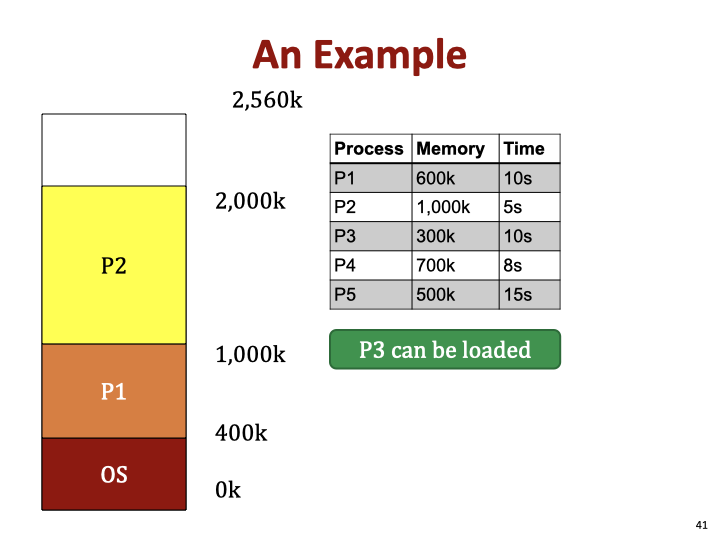 An Example
2,560k
2,000k
P2
1,000k
P1
400k
OS
0k
Process Memory Time
P1 600k 10s
P2 1,000k 5s
P3 300k 10s
P4 700k 8s
P5 500k 15s
P3 can be loaded
41